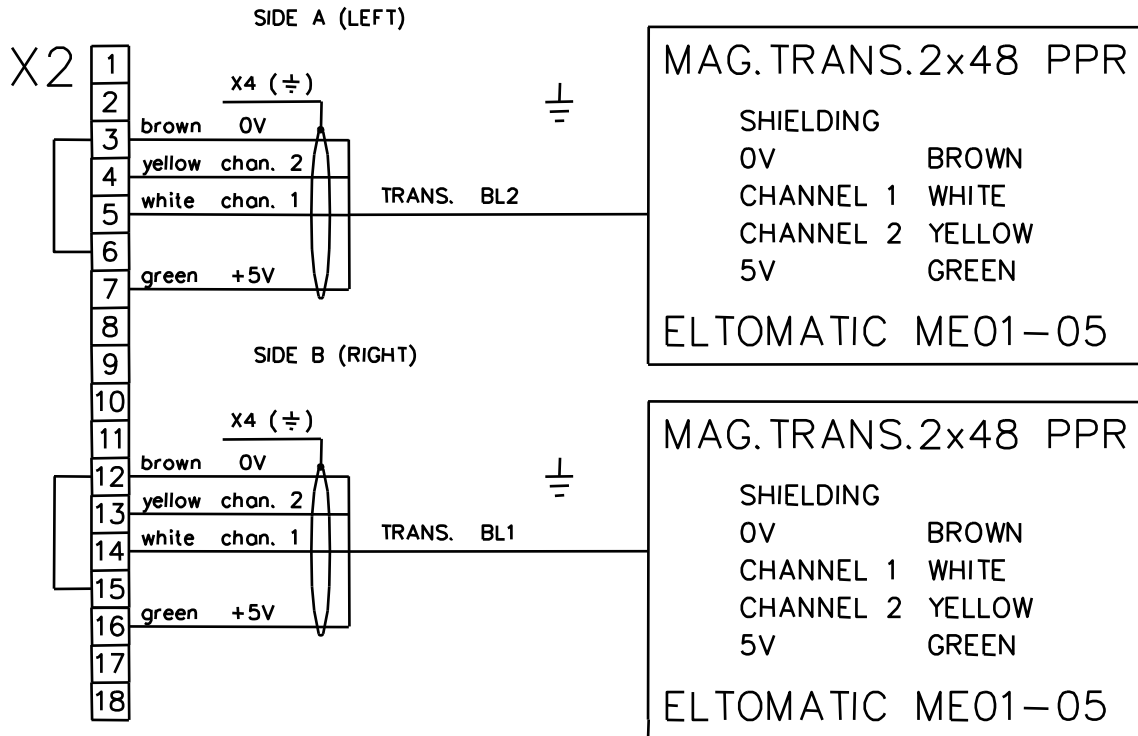 SIDE A (LEFT)
X2
1
2
3
4
5
6
7
8
9
10
11
12
13
14
15
16
17
18
X4 (⏚)
brown 0V
yellow chan. 2
white chan. 1
green +5V
TRANS. BL2
MAG.TRANS.2x48 PPR
SHIELDING
0V BROWN
CHANNEL 1 WHITE
CHANNEL 2 YELLOW
5V GREEN
ELTOMATIC ME01-05
SIDE B (RIGHT)
X4 (⏚)
brown 0V
yellow chan. 2
white chan. 1
green +5V
TRANS. BL1
MAG.TRANS.2x48 PPR
SHIELDING
0V BROWN
CHANNEL 1 WHITE
CHANNEL 2 YELLOW
5V GREEN
ELTOMATIC ME01-05